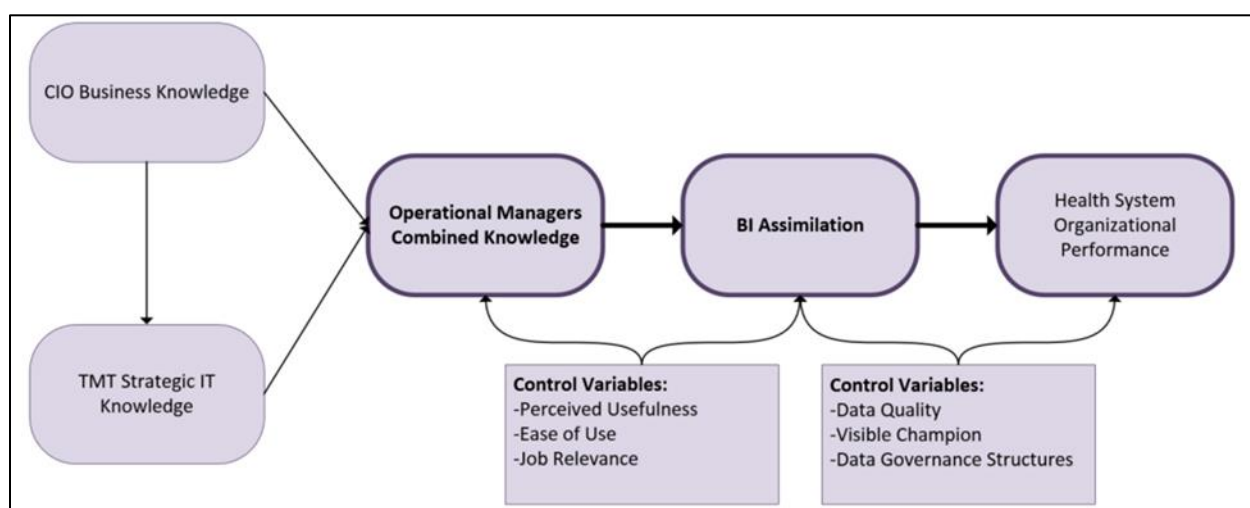 CIO Business Knowledge
TMT Strategic IT
Knowledge
Operational Managers
Combined Knowledge
BI Assimilation
Health System
Organizational
Performance
Control Variables:
-Perceived Usefulness
-Ease of Use
-Job Relevance
Control Variables:
-Data Quality
-Visible Champion
-Data Governance Structures